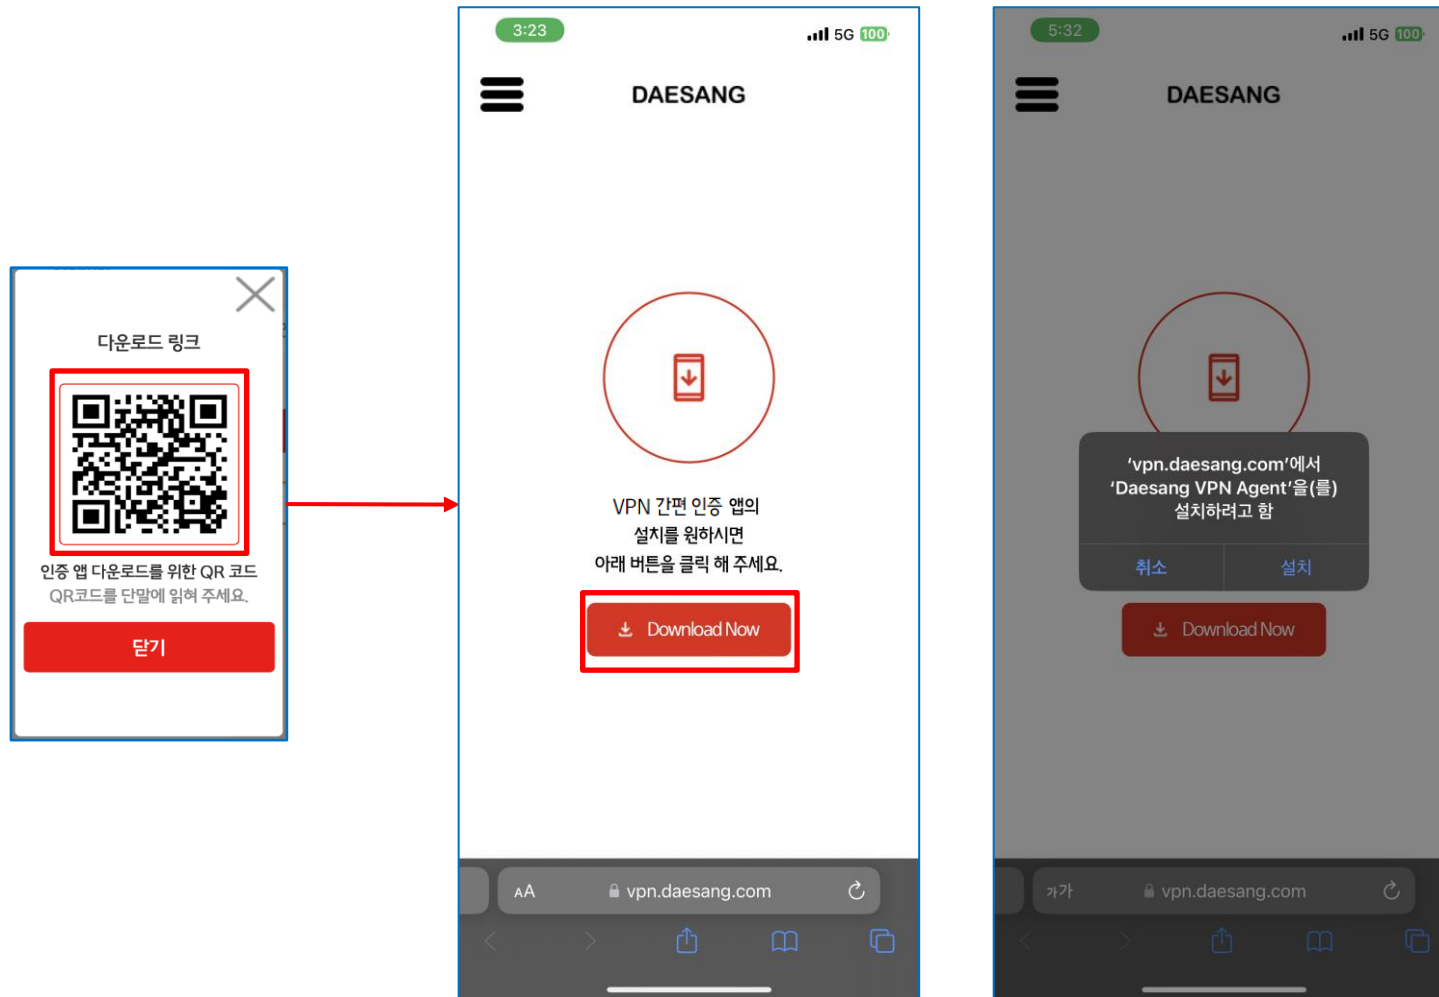 다운로드 링크
인증 앱 다운로드를 위한 QR 코드
QR코드를 단말에 읽혀 주세요.
닫기
3:23
5G 100
DAESANG
VPN 간편 인증 앱의
설치를 원하시면
아래 버튼을 클릭 해 주세요.
Download Now
AA
vpn.daesang.com
5:32
5G 100
DAESANG
‘vpn.daesang.com’에서
‘Daesang VPN Agent’을(를)
설치하려고 함
취소
설치
Download Now
가가
vpn.daesang.com